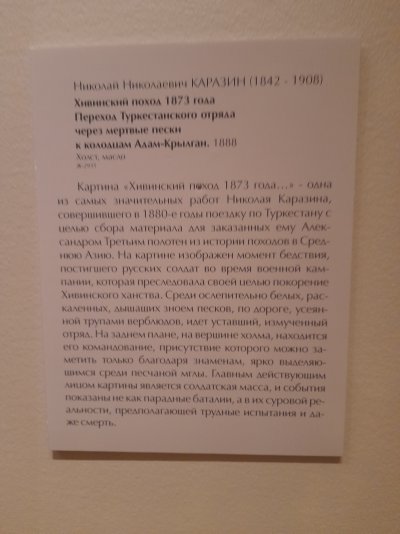 Николай Николаевич КАРАЗИН (1842 - 1908)
Хивинский поход 1873 года
Переход Туркестанского отряда
через мертвые пески
к колодцам Адам-Крылган. 1888
Холст, масло
Ж-2935
Картина «Хивинский поход 1873 года...» - одна
из самых значительных работ Николая Каразина,
совершившего в 1880-е годы поездку по Туркестану с
целью сбора материала для заказанных ему Алек-
сандром Третьим полотен из истории походов в Сред-
нюю Азию. На картине изображен момент бедствия,
постигшего русских солдат во время военной кам-
пании, которая преследовала своей целью покорение
Хивинского ханства. Среди ослепительно белых, рас-
каленных, дышащих зноем песков, по дороге, усеян-
ной трупами верблюдов, идет уставший, измученный
отряд. На заднем плане, на вершине холма, находится
его командование, присутствие которого можно за-
метить только благодаря знаменам, ярко выделяю-
щимся среди песчаной мглы. Главным действующим
лицом картины является солдатская масса, и события
показаны не как парадные баталии, а в их суровой ре-
альности, предполагающей трудные испытания и да-
же смерть.